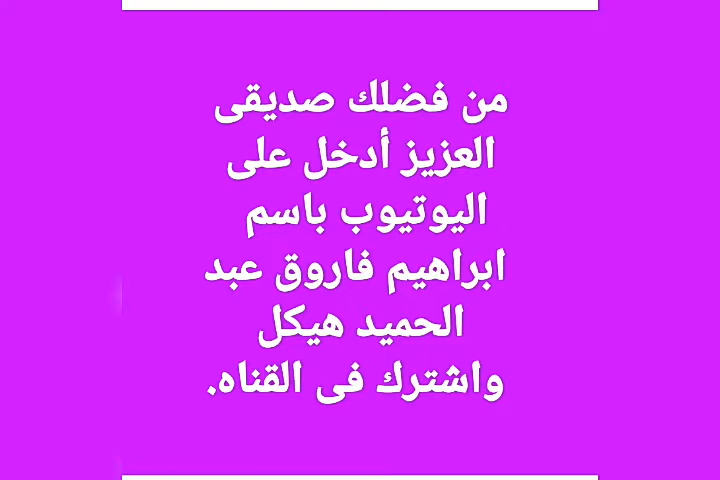 من فضلك صديقى
العزيز أدخل على
اليوتيوب باسم
ابراهيم فاروق عبد
الحميد هيكل
واشترك فى القناه.